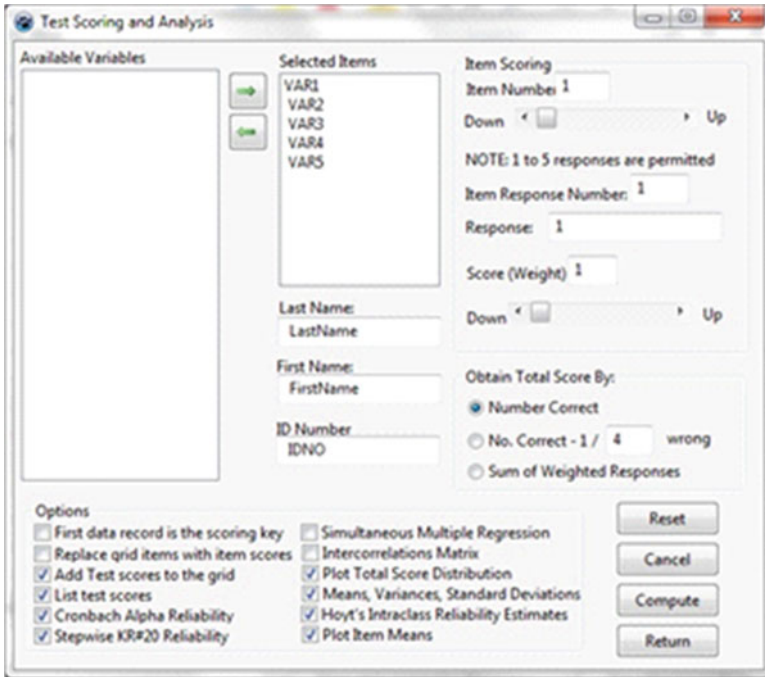 Test Scoring and Analysis
Available Variables
Selected Items
VAR1
VAR2
VAR3
VAR4
VAR5
Last Name:
LastName
First Name:
FirstName
ID Number
IDNO
Item Scoring
Item Number 1
Down Up
NOTE: 1 to 5 responses are permitted
Item Response Number: 1
Response: 1
Score (Weight) 1
Down Up
Obtain Total Score By:
Number Correct
No. Correct - 1 / 4 wrong
Sum of Weighted Responses
Options
First data record is the scoring key
Replace grid items with item scores
Add Test scores to the grid
List test scores
Cronbach Alpha Reliability
Stepwise KR#20 Reliability
Simultaneous Multiple Regression
Intercorrelations Matrix
Plot Total Score Distribution
Means, Variances, Standard Deviations
Hoyt's Intraclass Reliability Estimates
Plot Item Means
Reset
Cancel
Compute
Return